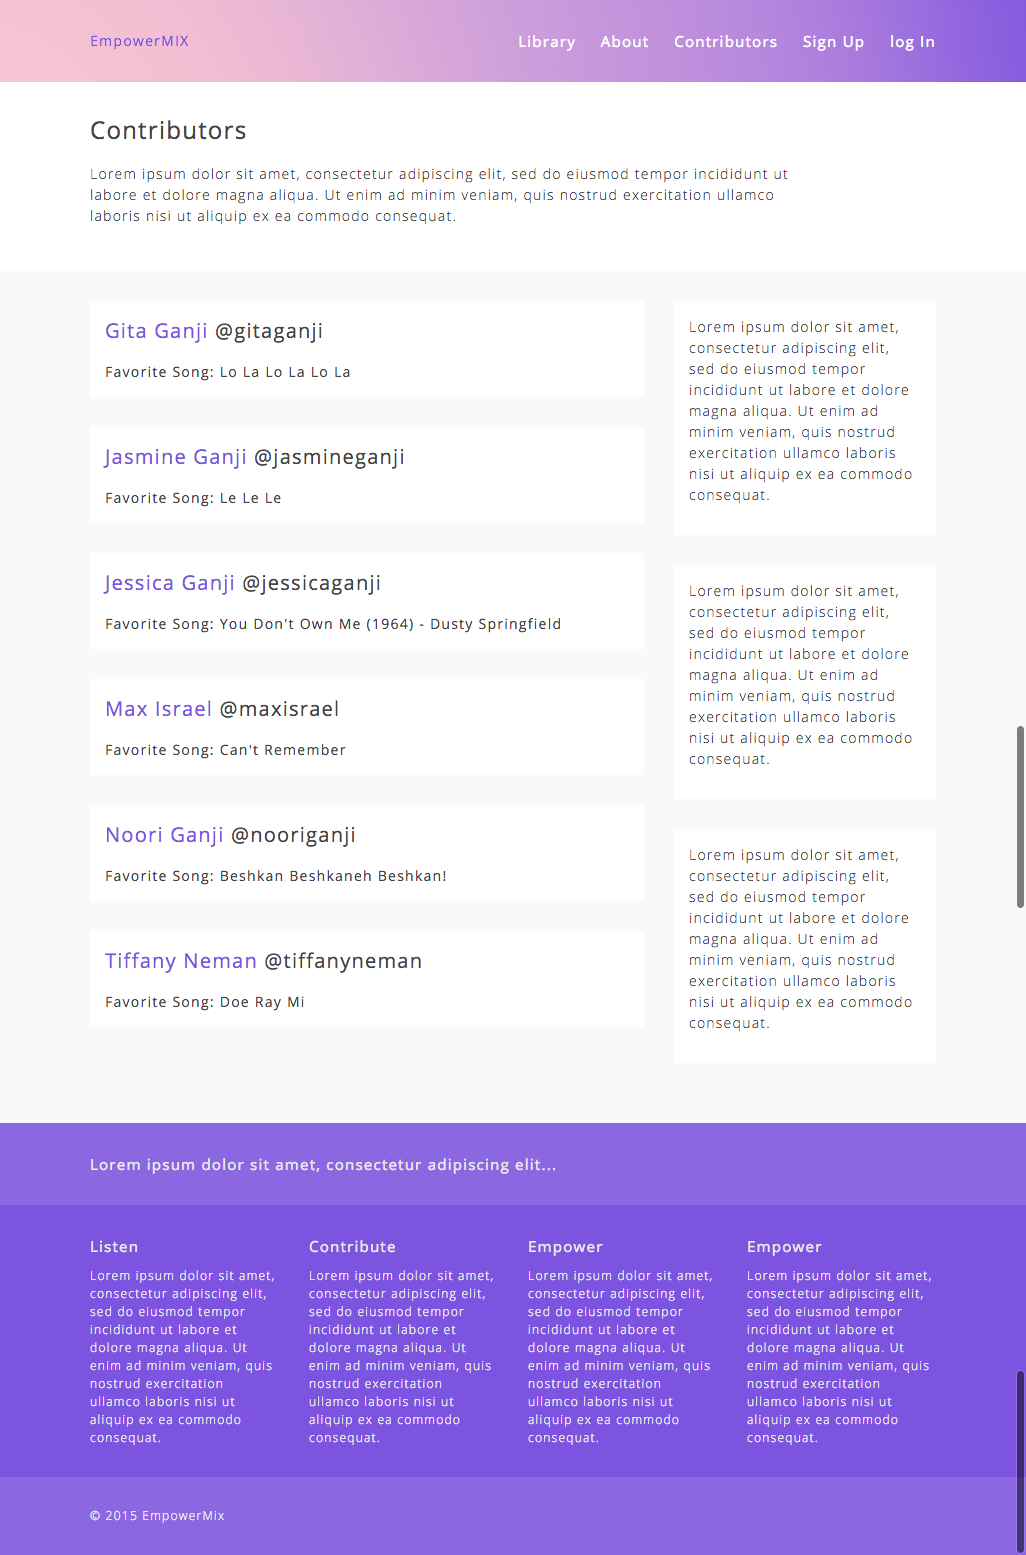 EmpowerMIX
Library About Contributors Sign Up log In
Contributors
Lorem ipsum dolor sit amet, consectetur adipiscing elit, sed do eiusmod tempor incididunt ut
labore et dolore magna aliqua. Ut enim ad minim veniam, quis nostrud exercitation ullamco
laboris nisi ut aliquip ex ea commodo consequat.
Gita Ganji @gitaganji
Favorite Song: Lo La Lo La Lo La
Jasmine Ganji @jasmineganji
Favorite Song: Le Le Le
Jessica Ganji @jessicaganji
Favorite Song: You Don't Own Me (1964) - Dusty Springfield
Max Israel @maxisrael
Favorite Song: Can't Remember
Noori Ganji @nooriganji
Favorite Song: Beshkan Beshkaneh Beshkan!
Tiffany Neman @tiffanyneman
Favorite Song: Doe Ray Mi
Lorem ipsum dolor sit amet,
consectetur adipiscing elit,
sed do eiusmod tempor
incididunt ut labore et dolore
magna aliqua. Ut enim ad
minim veniam, quis nostrud
exercitation ullamco laboris
nisi ut aliquip ex ea commodo
consequat.
Lorem ipsum dolor sit amet,
consectetur adipiscing elit,
sed do eiusmod tempor
incididunt ut labore et dolore
magna aliqua. Ut enim ad
minim veniam, quis nostrud
exercitation ullamco laboris
nisi ut aliquip ex ea commodo
consequat.
Lorem ipsum dolor sit amet,
consectetur adipiscing elit,
sed do eiusmod tempor
incididunt ut labore et dolore
magna aliqua. Ut enim ad
minim veniam, quis nostrud
exercitation ullamco laboris
nisi ut aliquip ex ea commodo
consequat.
Lorem ipsum dolor sit amet, consectetur adipiscing elit...
Listen
Lorem ipsum dolor sit amet,
consectetur adipiscing elit,
sed do eiusmod tempor
incididunt ut labore et
dolore magna aliqua. Ut
enim ad minim veniam, quis
nostrud exercitation
ullamco laboris nisi ut
aliquip ex ea commodo
consequat.
Contribute
Lorem ipsum dolor sit amet,
consectetur adipiscing elit,
sed do eiusmod tempor
incididunt ut labore et
dolore magna aliqua. Ut
enim ad minim veniam, quis
nostrud exercitation
ullamco laboris nisi ut
aliquip ex ea commodo
consequat.
Empower
Lorem ipsum dolor sit amet,
consectetur adipiscing elit,
sed do eiusmod tempor
incididunt ut labore et
dolore magna aliqua. Ut
enim ad minim veniam, quis
nostrud exercitation
ullamco laboris nisi ut
aliquip ex ea commodo
consequat.
Empower
Lorem ipsum dolor sit amet,
consectetur adipiscing elit,
sed do eiusmod tempor
incididunt ut labore et
dolore magna aliqua. Ut
enim ad minim veniam, quis
nostrud exercitation
ullamco laboris nisi ut
aliquip ex ea commodo
consequat.
© 2015 EmpowerMix